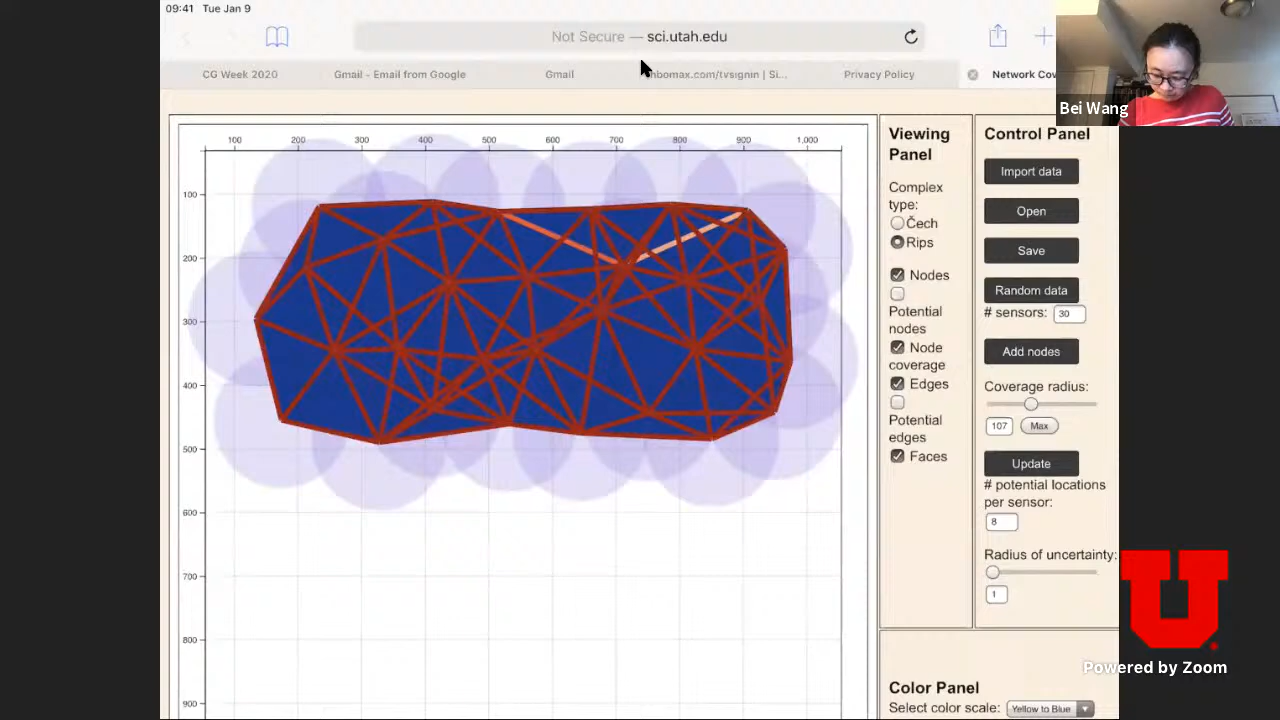 09:41 Tue Jan 9
Not Secure — sci.utah.edu
CG Week 2020
Gmail - Email from Google
Gmail
hbomax.com/tvsignin | Si...
Privacy Policy
Network Cov
Bei Wang
100 200 300 400 500 600 700 800 900 1,000
100
200
300
400
500
600
700
800
900
Viewing
Panel
Complex
type:
Čech
Rips
Nodes
Potential
nodes
Node
coverage
Edges
Potential
edges
Faces
Control Panel
Import data
Open
Save
Random data
# sensors: 30
Add nodes
Coverage radius:
107 Max
Update
# potential locations
per sensor:
8
Radius of uncertainty:
1
Color Panel
Select color scale: Yellow to Blue
U
Powered by Zoom